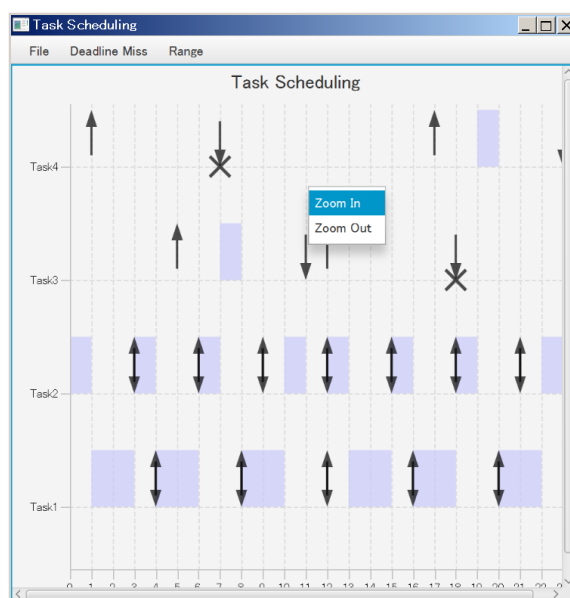 Task Scheduling
File Deadline Miss Range
Task Scheduling
Task4
Zoom In
Zoom Out
Task3
Task2
Task1
0 1 2 3 4 5 6 7 8 9 10 11 12 13 14 15 16 17 18 19 20 21 22